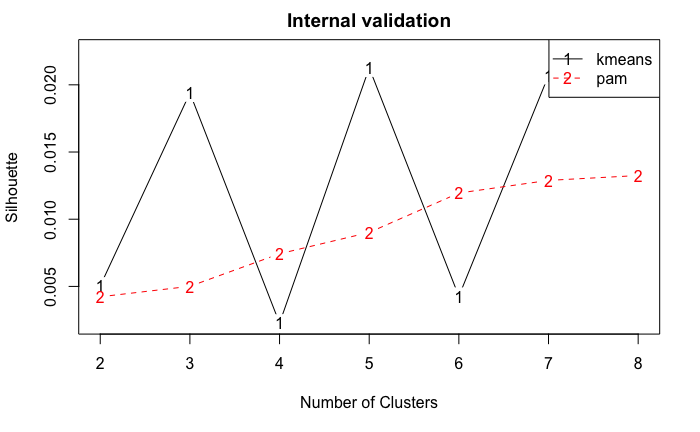 Internal validation
1 kmeans
2 pam
Silhouette
0.020
0.015
0.010
0.005
1 1 1 1 1 1
2 2 2 2 2 2 2
2 3 4 5 6 7 8
Number of Clusters